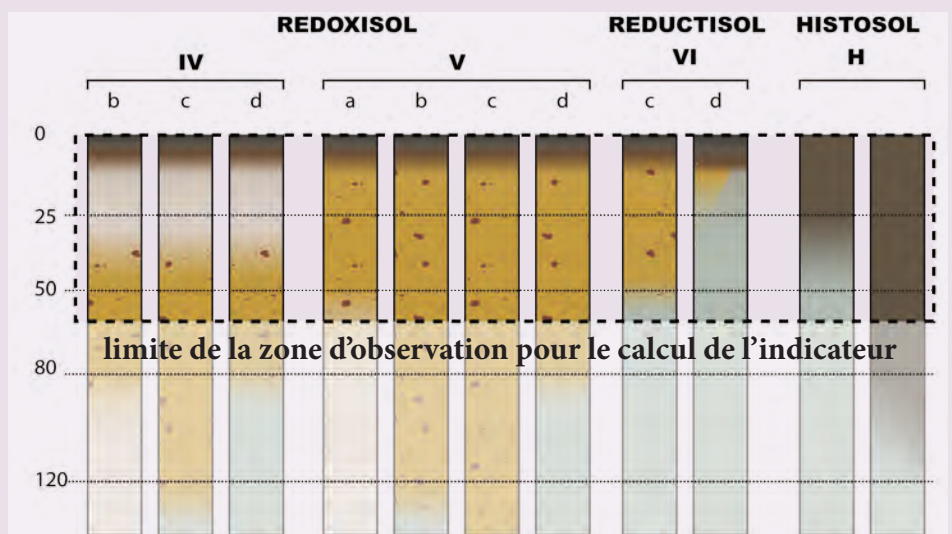 REDOXISOL REDUCTISOL HISTOSOL
IV V VI H
b c d a b c d c d
0
25
50
limite de la zone d’observation pour le calcul de l’indicateur
80
120